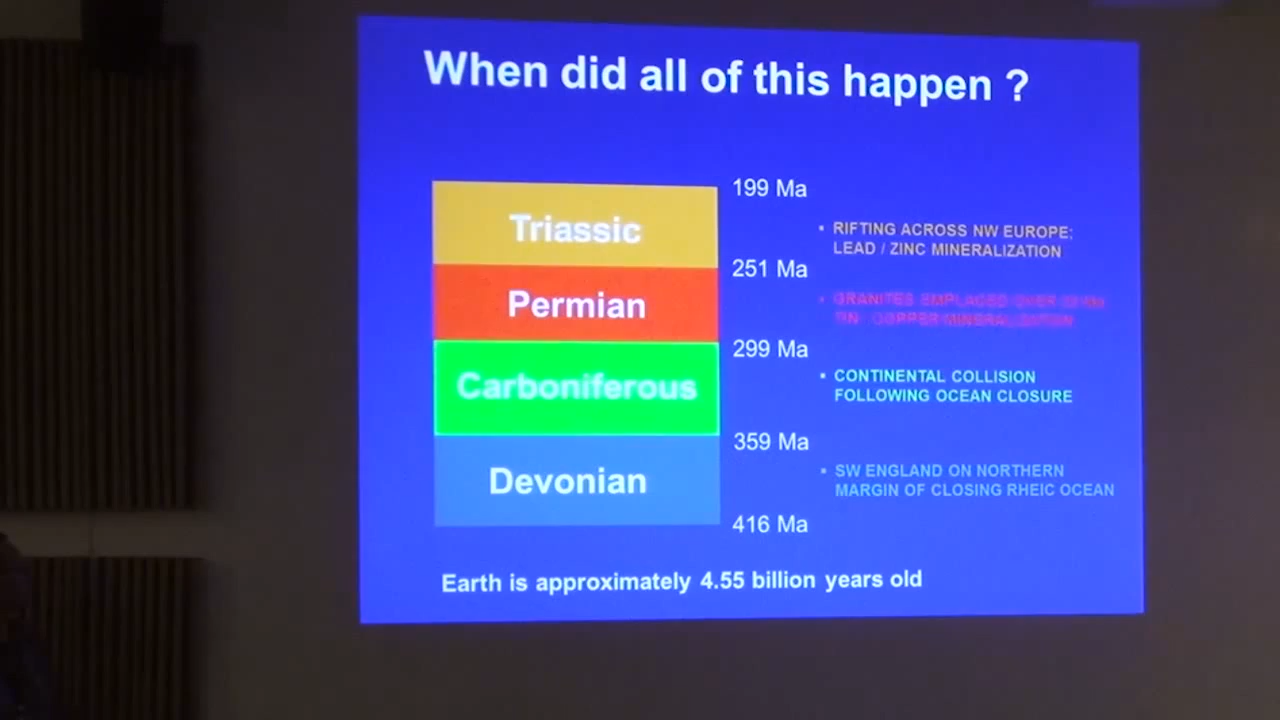 When did all of this happen ?
199 Ma
Triassic
▪ RIFTING ACROSS NW EUROPE;
LEAD / ZINC MINERALIZATION
251 Ma
Permian
▪ GRANITES EMPLACED OVER
TIN COPPER MINERALIZATION
299 Ma
Carboniferous
▪ CONTINENTAL COLLISION
FOLLOWING OCEAN CLOSURE
359 Ma
Devonian
▪ SW ENGLAND ON NORTHERN
MARGIN OF CLOSING RHEIC OCEAN
416 Ma
Earth is approximately 4.55 billion years old